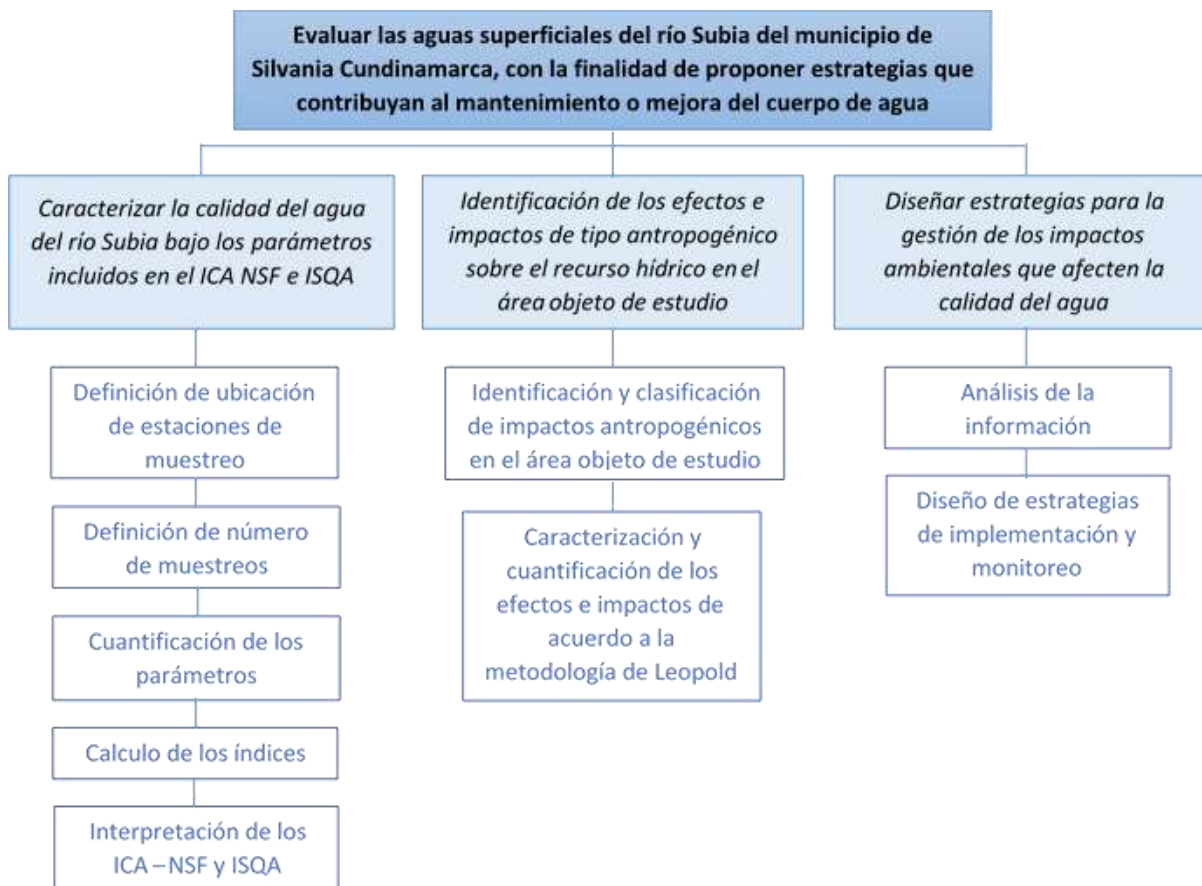 Evaluar las aguas superficiales del río Subia del municipio de
Silvania Cundinamarca, con la finalidad de proponer estrategias que
contribuyan al mantenimiento o mejora del cuerpo de agua
Caracterizar la calidad del agua
del río Subia bajo los parámetros
incluidos en el ICA NSF e ISQA
Definición de ubicación
de estaciones de
muestreo
Definición de número
de muestreos
Cuantificación de los
parámetros
Calculo de los índices
Interpretación de los
ICA – NSF y ISQA
Identificación de los efectos e
impactos de tipo antropogénico
sobre el recurso hídrico en el
área objeto de estudio
Identificación y clasificación
de impactos antropogénicos
en el área objeto de estudio
Caracterización y
cuantificación de los
efectos e impactos de
acuerdo a la
metodología de Leopold
Diseñar estrategias para la
gestión de los impactos
ambientales que afecten la
calidad del agua
Análisis de la
información
Diseño de estrategias
de implementación y
monitoreo